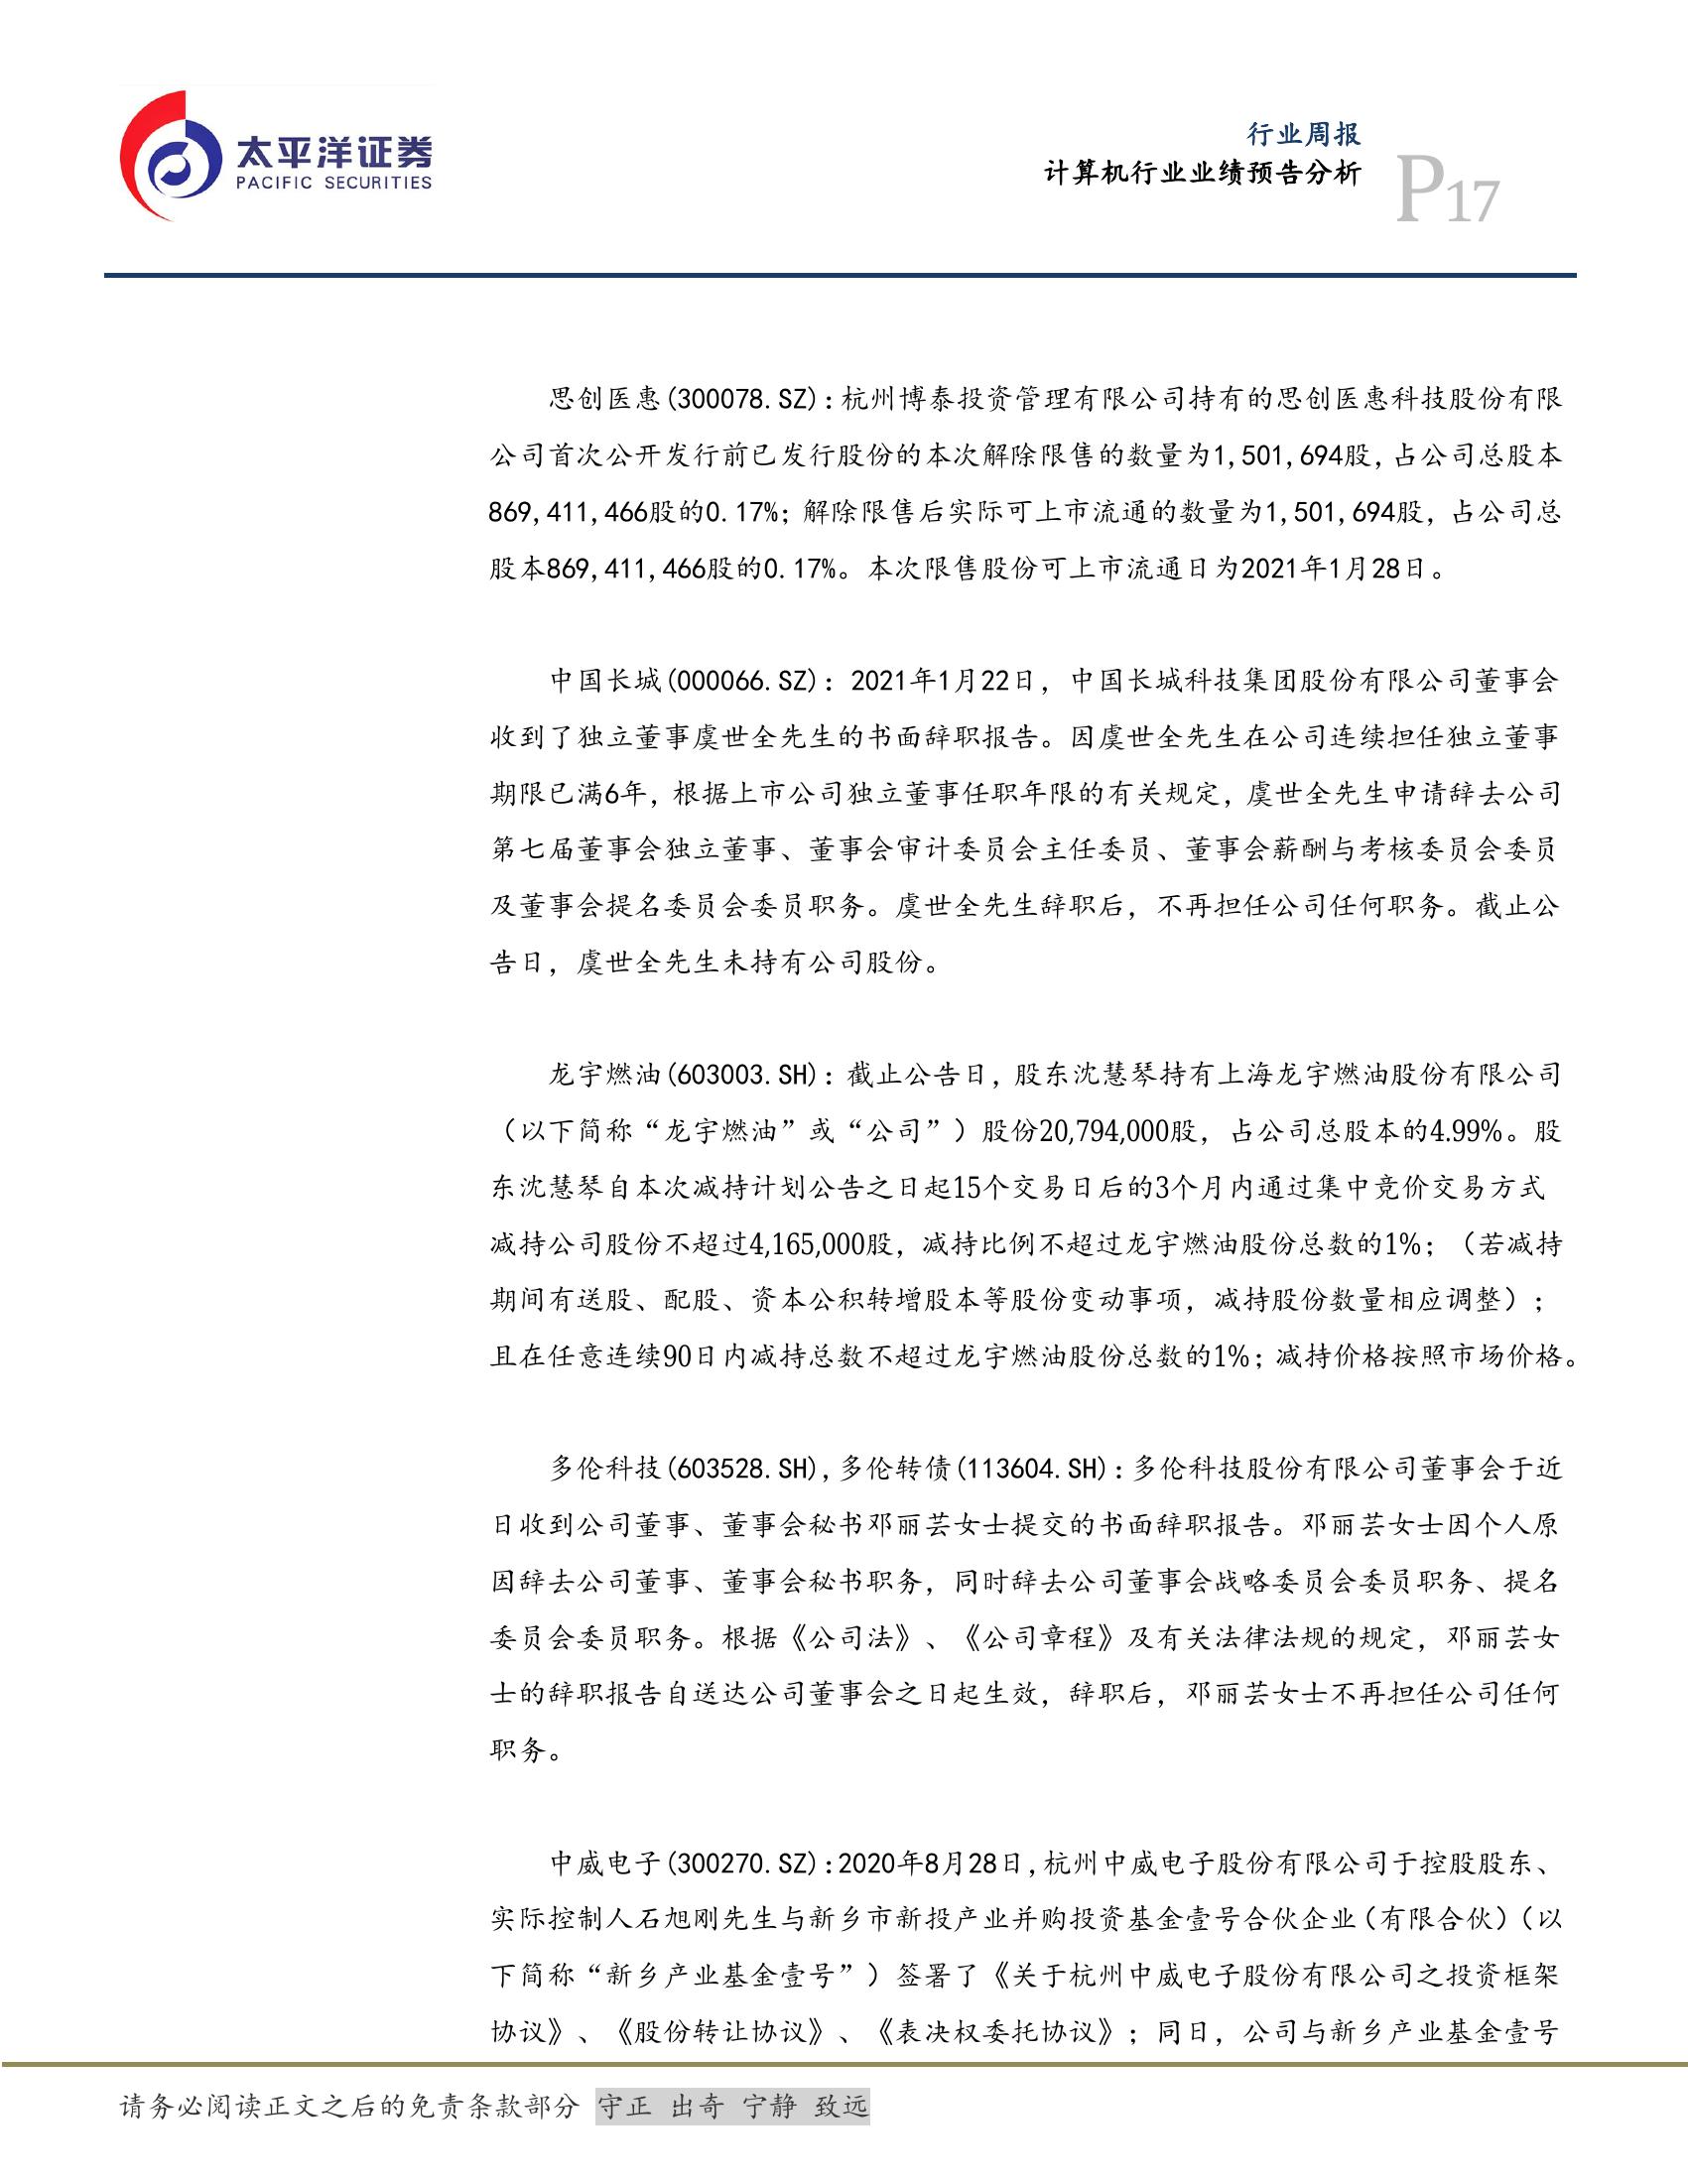 太平洋证券
PACIFIC SECURITIES
行业周报
计算机行业业绩预告分析
P17
思创医惠(300078.SZ):杭州博泰投资管理有限公司持有的思创医惠科技股份有限
公司首次公开发行前已发行股份的本次解除限售的数量为1,501,694股,占公司总股本
869,411,466股的0.17%;解除限售后实际可上市流通的数量为1,501,694股，占公司总
股本869,411,466股的0.17%。本次限售股份可上市流通日为2021年1月28日。
中国长城(000066.SZ)：2021年1月22日，中国长城科技集团股份有限公司董事会
收到了独立董事虞世全先生的书面辞职报告。因虞世全先生在公司连续担任独立董事
期限已满6年,根据上市公司独立董事任职年限的有关规定，虞世全先生申请辞去公司
第七届董事会独立董事、董事会审计委员会主任委员、董事会薪酬与考核委员会委员
及董事会提名委员会委员职务。虞世全先生辞职后，不再担任公司任何职务。截止公
告日，虞世全先生未持有公司股份。
龙宇燃油(603003.SH)：截止公告日,股东沈慧琴持有上海龙宇燃油股份有限公司
（以下简称“龙宇燃油”或“公司”）股份20,794,000股，占公司总股本的4.99%。股
东沈慧琴自本次减持计划公告之日起15个交易日后的3个月内通过集中竞价交易方式
减持公司股份不超过4,165,000股，减持比例不超过龙宇燃油股份总数的1%；（若减持
期间有送股、配股、资本公积转增股本等股份变动事项，减持股份数量相应调整）；
且在任意连续90日内减持总数不超过龙宇燃油股份总数的1%；减持价格按照市场价格。
多伦科技(603528.SH),多伦转债(113604.SH):多伦科技股份有限公司董事会于近
日收到公司董事、董事会秘书邓丽芸女士提交的书面辞职报告。邓丽芸女士因个人原
因辞去公司董事、董事会秘书职务，同时辞去公司董事会战略委员会委员职务、提名
委员会委员职务。根据《公司法》、《公司章程》及有关法律法规的规定，邓丽芸女
士的辞职报告自送达公司董事会之日起生效，辞职后，邓丽芸女士不再担任公司任何
职务。
中威电子(300270.SZ):2020年8月28日,杭州中威电子股份有限公司于控股股东、
实际控制人石旭刚先生与新乡市新投产业并购投资基金壹号合伙企业(有限合伙)(以
下简称“新乡产业基金壹号”）签署了《关于杭州中威电子股份有限公司之投资框架
协议》、《股份转让协议》、《表决权委托协议》；同日，公司与新乡产业基金壹号
请务必阅读正文之后的免责条款部分 守正 出奇 宁静 致远